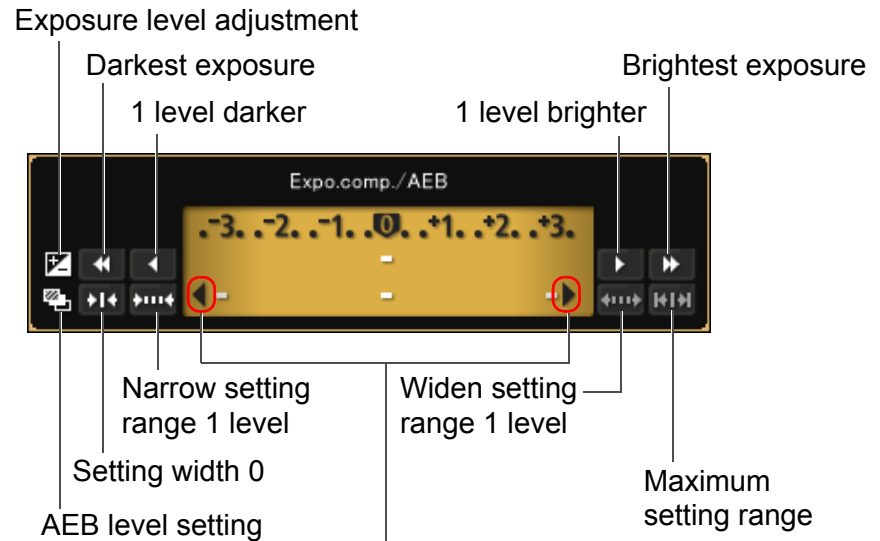 Exposure level adjustment
Darkest exposure
Brightest exposure
1 level darker
1 level brighter
Expo.comp./AEB
.-3. .-2. .-1. .0. .+1. .+2. .+3.
Narrow setting
range 1 level
Widen setting
range 1 level
Setting width 0
Maximum
setting range
AEB level setting